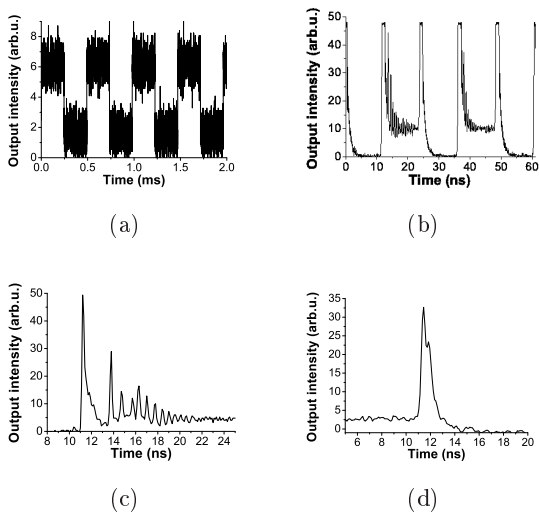 Output intensity (arb.u.)
8
6
4
2
0
0.0 0.5 1.0 1.5 2.0
Time (ms)
(a)
Output intensity (arb.u.)
50
40
30
20
10
0
0 10 20 30 40 50 60
Time (ns)
(b)
Output intensity (arb.u.)
50
40
30
20
10
0
8 10 12 14 16 18 20 22 24
Time (ns)
(c)
Output intensity (arb.u.)
35
30
25
20
15
10
5
0
6 8 10 12 14 16 18 20
Time (ns)
(d)